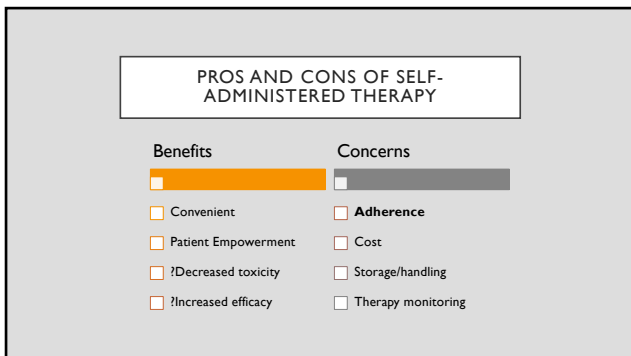 PROS AND CONS OF SELF-
ADMINISTERED THERAPY
Benefits
Convenient
Patient Empowerment
?Decreased toxicity
?Increased efficacy
Concerns
Adherence
Cost
Storage/handling
Therapy monitoring